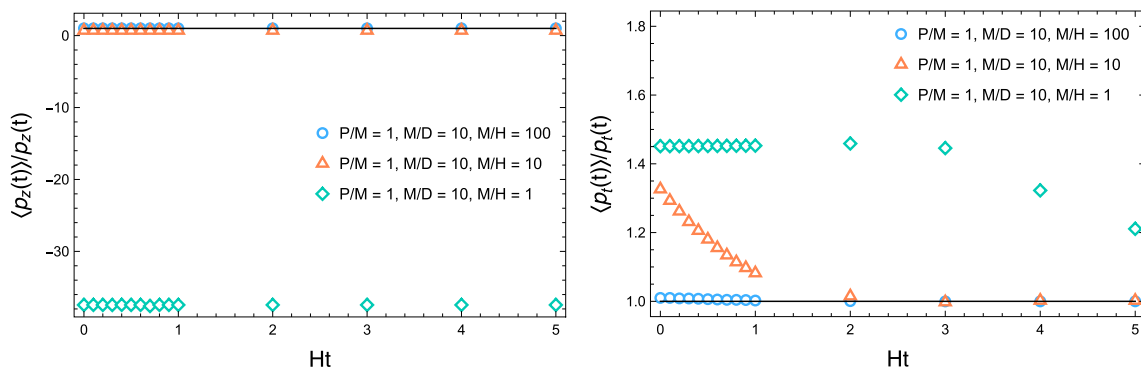 ⟨p_z(t)⟩/p_z(t)
0
−10
−20
−30
P/M = 1, M/D = 10, M/H = 100
P/M = 1, M/D = 10, M/H = 10
P/M = 1, M/D = 10, M/H = 1
0 1 2 3 4 5
Ht
⟨p_t(t)⟩/p_t(t)
1.8
1.6
1.4
1.2
1.0
P/M = 1, M/D = 10, M/H = 100
P/M = 1, M/D = 10, M/H = 10
P/M = 1, M/D = 10, M/H = 1
0 1 2 3 4 5
Ht